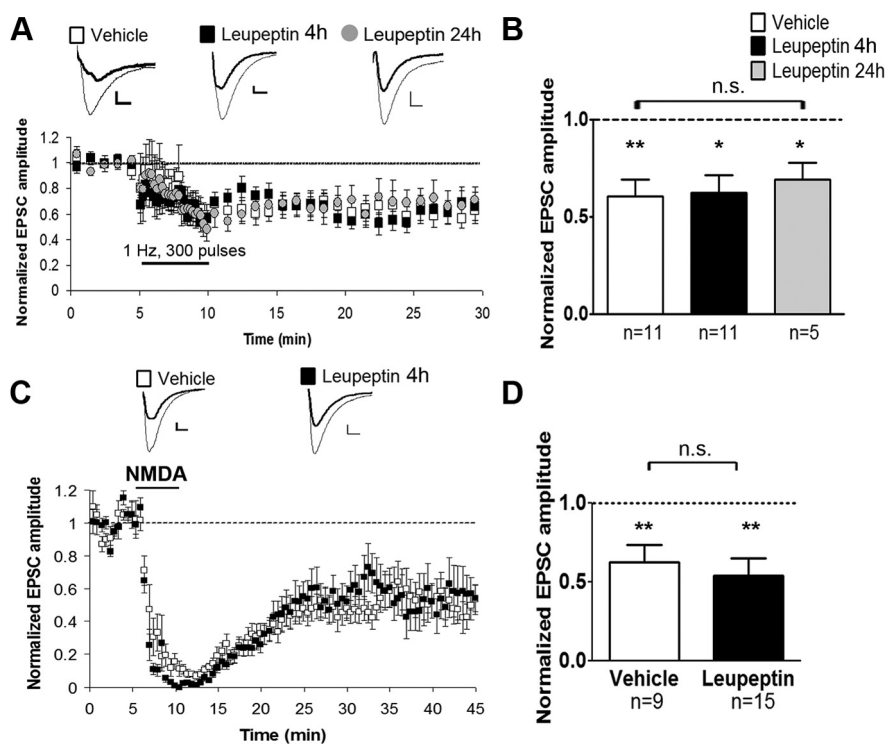 A
Vehicle
Leupeptin 4h
Leupeptin 24h
Normalized EPSC amplitude
1.2
1
0.8
0.6
0.4
0.2
0
1 Hz, 300 pulses
0 5 10 15 20 25 30
Time (min)
B
Vehicle
Leupeptin 4h
Leupeptin 24h
n.s.
Normalized EPSC amplitude
1.0
0.5
0.0
** * *
n=11 n=11 n=5
C
Vehicle
Leupeptin 4h
NMDA
Normalized EPSC amplitude
1.2
1
0.8
0.6
0.4
0.2
0
0 5 10 15 20 25 30 35 40 45
Time (min)
D
n.s.
Normalized EPSC amplitude
1.0
0.5
0.0
** **
Vehicle Leupeptin
n=9 n=15